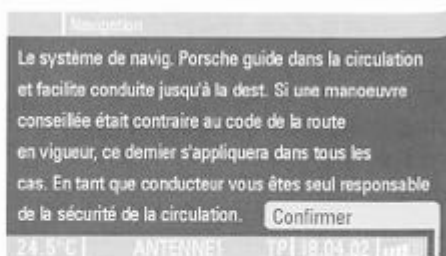 Navigation
Le système de navig. Porsche guide dans la circulation
et facilite conduite jusqu'à la dest. Si une manoeuvre
conseillée était contraire au code de la route
en vigueur, ce dernier s'appliquera dans tous les
cas. En tant que conducteur vous êtes seul responsable
de la sécurité de la circulation.
Confirmer
24.5°C ANTENNE TP 18.04.02